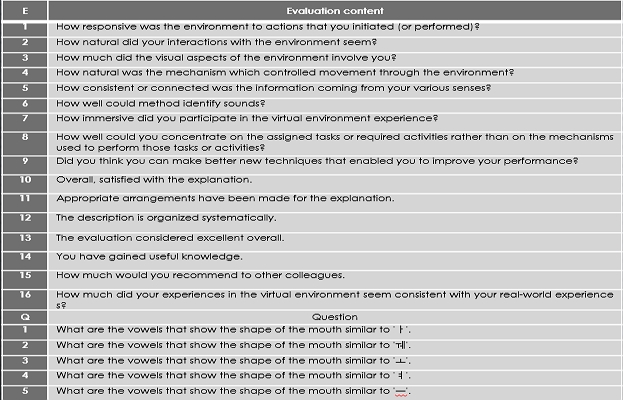 E Evaluation content
1 How responsive was the environment to actions that you initiated (or performed)?
2 How natural did your interactions with the environment seem?
3 How much did the visual aspects of the environment involve you?
4 How natural was the mechanism which controlled movement through the environment?
5 How consistent or connected was the information coming from your various senses?
6 How well could method identify sounds?
7 How immersive did you participate in the virtual environment experience?
8 How well could you concentrate on the assigned tasks or required activities rather than on the mechanisms
used to perform those tasks or activities?
9 Did you think you can make better new techniques that enabled you to improve your performance?
10 Overall, satisfied with the explanation.
11 Appropriate arrangements have been made for the explanation.
12 The description is organized systematically.
13 The evaluation considered excellent overall.
14 You have gained useful knowledge.
15 How much would you recommend to other colleagues.
16 How much did your experiences in the virtual environment seem consistent with your real-world experience
s?
Q Question
1 What are the vowels that show the shape of the mouth similar to 'ㅏ'.
2 What are the vowels that show the shape of the mouth similar to 'ㅞ'.
3 What are the vowels that show the shape of the mouth similar to 'ㅗ'.
4 What are the vowels that show the shape of the mouth similar to 'ㅕ'.
5 What are the vowels that show the shape of the mouth similar to 'ㅡ'.